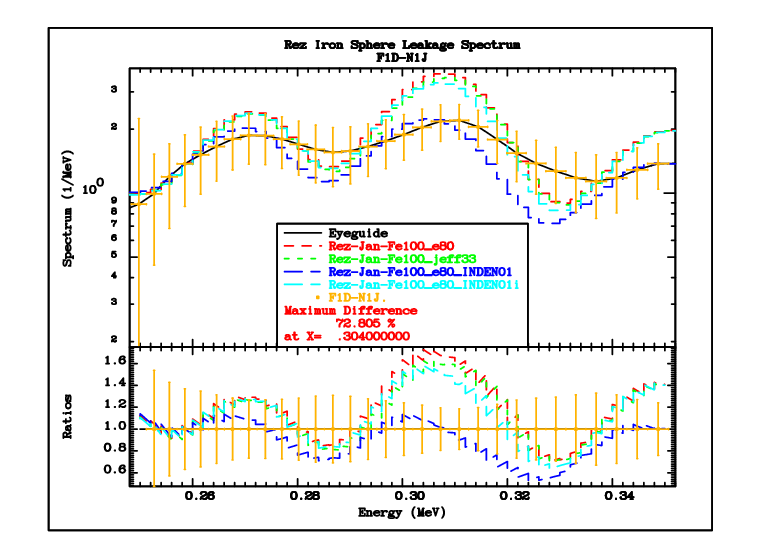 Rez Iron Sphere Leakage Spectrum
F1D-N1J
Spectrum (1/MeV)
3
2
10^0
9
8
7
6
5
4
3
2
Eyeguide
Rez-Jan-Fe100_e80
Rez-Jan-Fe100_jeff33
Rez-Jan-Fe100_e80_INDEN01
Rez-Jan-Fe100_e80_INDEN01i
F1D-N1J.
Maximum Difference
72.805 %
at X= .304000000
Ratios
1.6
1.4
1.2
1.0
0.8
0.6
0.26 0.28 0.30 0.32 0.34
Energy (MeV)